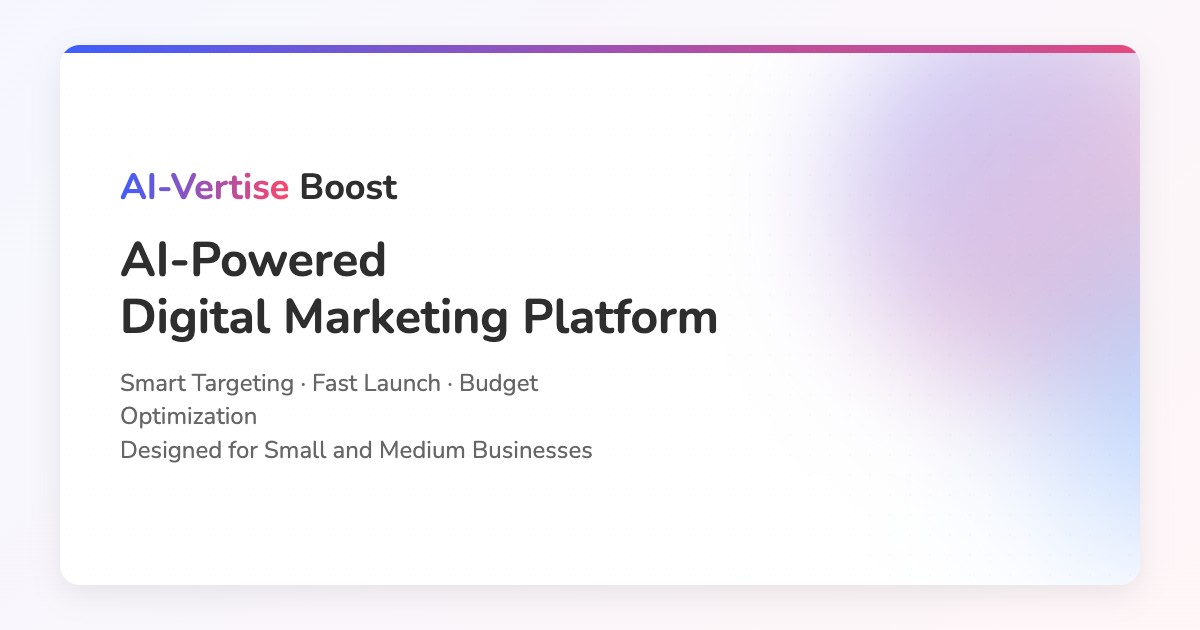 AI-Vertise Boost
AI-Powered
Digital Marketing Platform
Smart Targeting · Fast Launch · Budget
Optimization
Designed for Small and Medium Businesses